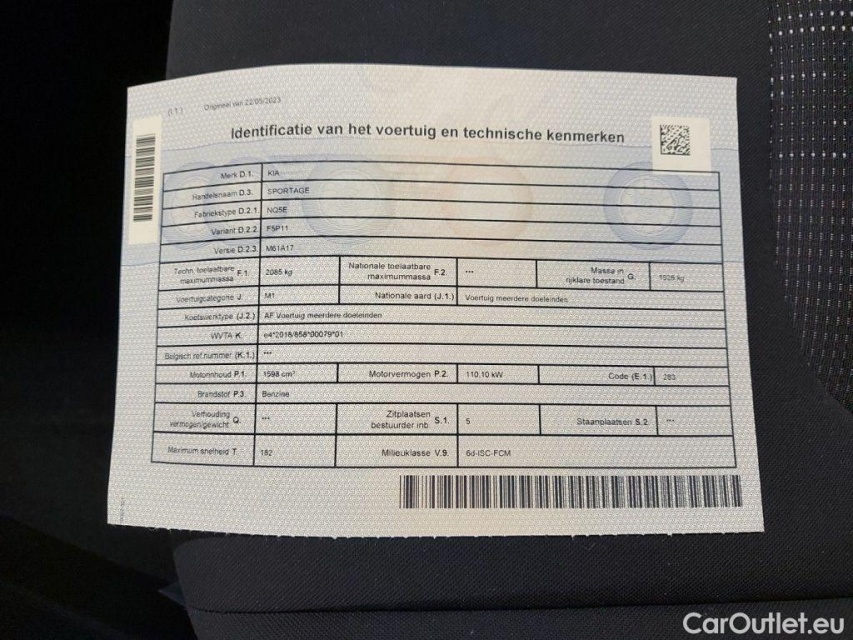 (I.1.) Origineel van 22/05/2023
Identificatie van het voertuig en technische kenmerken
Merk D.1. KIA
Handelsnaam D.3. SPORTAGE
Fabriekstype D.2.1. NQ5E
Variant D.2.2. F5P11
Versie D.2.3. M61A17
Techn. toelaatbare maximummassa F.1. 2085 kg Nationale toelaatbare maximummassa F.2. *** Massa in rijklare toestand G. 1526 kg
Voertuigcategorie J. M1 Nationale aard (J.1.) Voertuig meerdere doeleinden
Koetswerktype (J.2.) AF Voertuig meerdere doeleinden
WVTA K. e4*2018/858*00079*01
Belgisch ref.nummer (K.1.) ***
Motorinhoud P.1. 1598 cm³ Motorvermogen P.2. 110,10 kW Code (E.1.) 283
Brandstof P.3. Benzine
Verhouding vermogen/gewicht Q. *** Zitplaatsen bestuurder inb. S.1. 5 Staanplaatsen S.2. ***
Maximum snelheid T. 182 Milieuklasse V.9. 6d-ISC-FCM
CarOutlet.eu